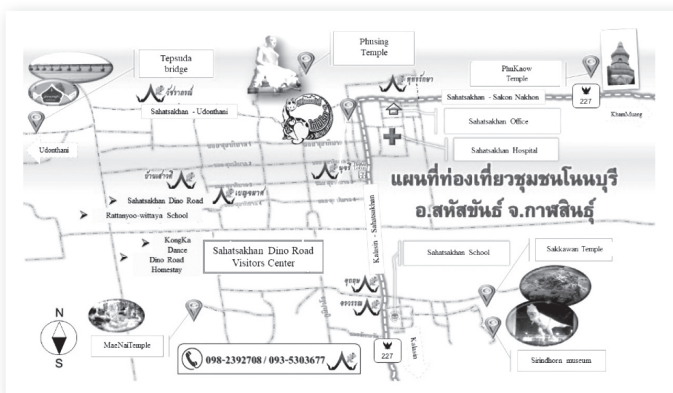 Tepsuda
bridge
Phusing
Temple
PhuKaow
Temple
227
KhamMuang
Sahatsakhan - Udonthani
Sahatsakhan - Sakon Nakhon
Sahatsakhan Office
Sahatsakhan Hospital
Udonthani
แผนที่ท่องเที่ยวชุมชนโนนบุรี
อ.สหัสขันธ์ จ.กาฬสินธุ์
Sahatsakhan Dino Road
Rattanyoo-wittaya School
KongKa
Dance
Dino Road
Homestay
Sahatsakhan Dino Road
Visitors Center
Kalasin - Sahatsakhan
Sahatsakhan School
Sakkawan Temple
N
S
MaeNaiTemple
098-2392708 / 093-5303677
227
Kalasin
Sirindhorn museum